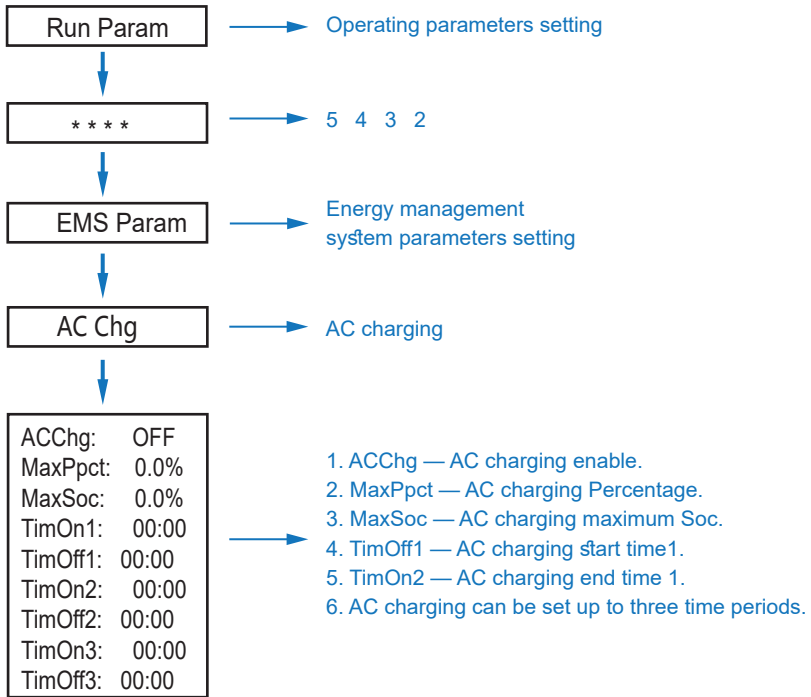 Run Param
Operating parameters setting
* * * *
5 4 3 2
EMS Param
Energy management
system parameters setting
AC Chg
AC charging
ACChg: OFF
MaxPpct: 0.0%
MaxSoc: 0.0%
TimOn1: 00:00
TimOff1: 00:00
TimOn2: 00:00
TimOff2: 00:00
TimOn3: 00:00
TimOff3: 00:00
1. ACChg — AC charging enable.
2. MaxPpct — AC charging Percentage.
3. MaxSoc — AC charging maximum Soc.
4. TimOff1 — AC charging start time1.
5. TimOn2 — AC charging end time 1.
6. AC charging can be set up to three time periods.